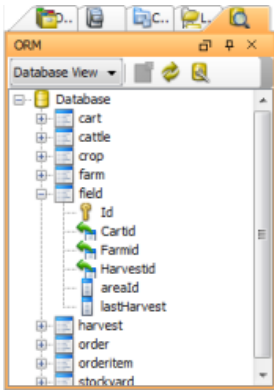 D..
C..
L..
ORM
Database View
Database
cart
cattle
crop
farm
field
Id
Cartid
Farmid
Harvestid
areaId
lastHarvest
harvest
order
orderitem
stockyard